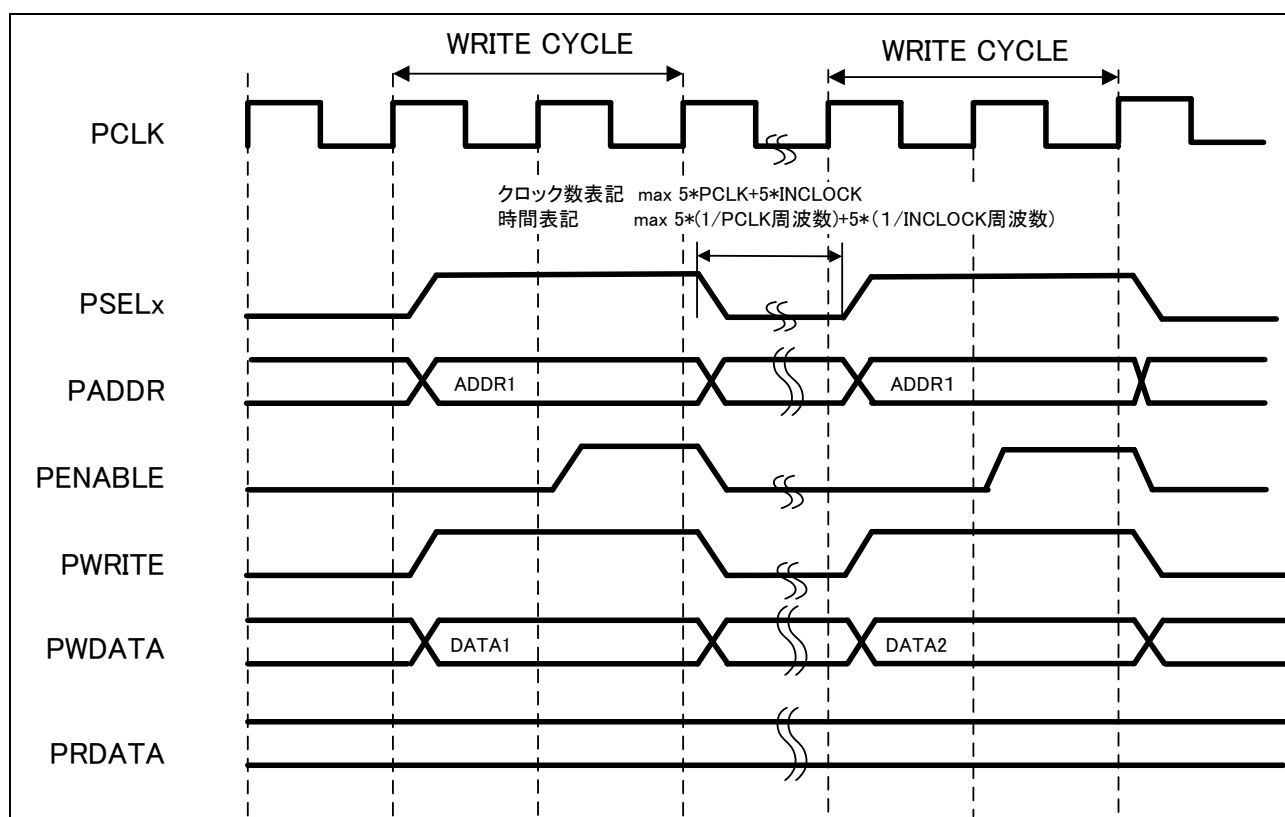 WRITE CYCLE
WRITE CYCLE
PCLK
クロック数表記 max 5*PCLK+5*INCLOCK
時間表記 max 5*(1/PCLK周波数)+5*(１/INCLOCK周波数)
PSELx
PADDR
ADDR1
ADDR1
PENABLE
PWRITE
PWDATA
DATA1
DATA2
PRDATA